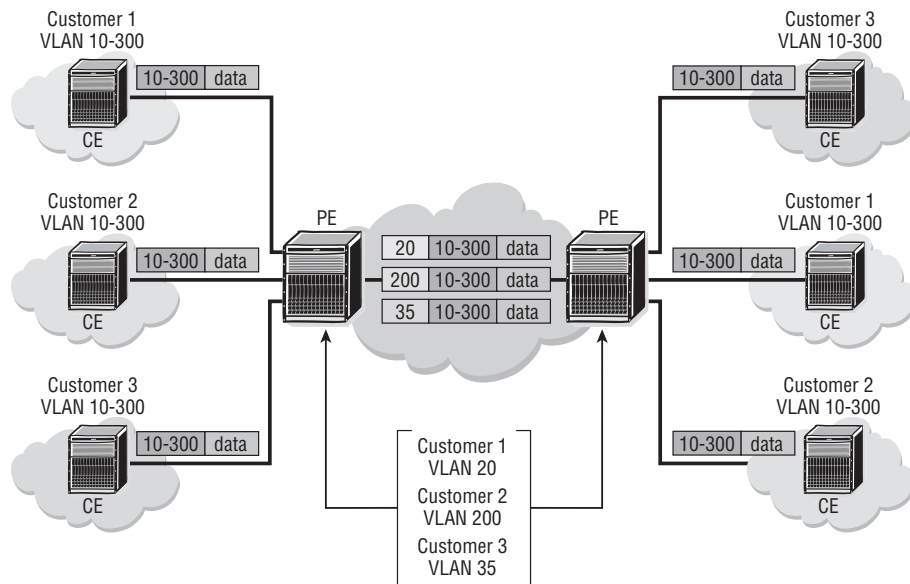 Customer 1
VLAN 10-300
10-300 data
CE
Customer 2
VLAN 10-300
10-300 data
CE
Customer 3
VLAN 10-300
10-300 data
CE
PE
20 10-300 data
200 10-300 data
35 10-300 data
PE
Customer 1
VLAN 20
Customer 2
VLAN 200
Customer 3
VLAN 35
Customer 3
VLAN 10-300
10-300 data
CE
Customer 1
VLAN 10-300
10-300 data
CE
Customer 2
VLAN 10-300
10-300 data
CE